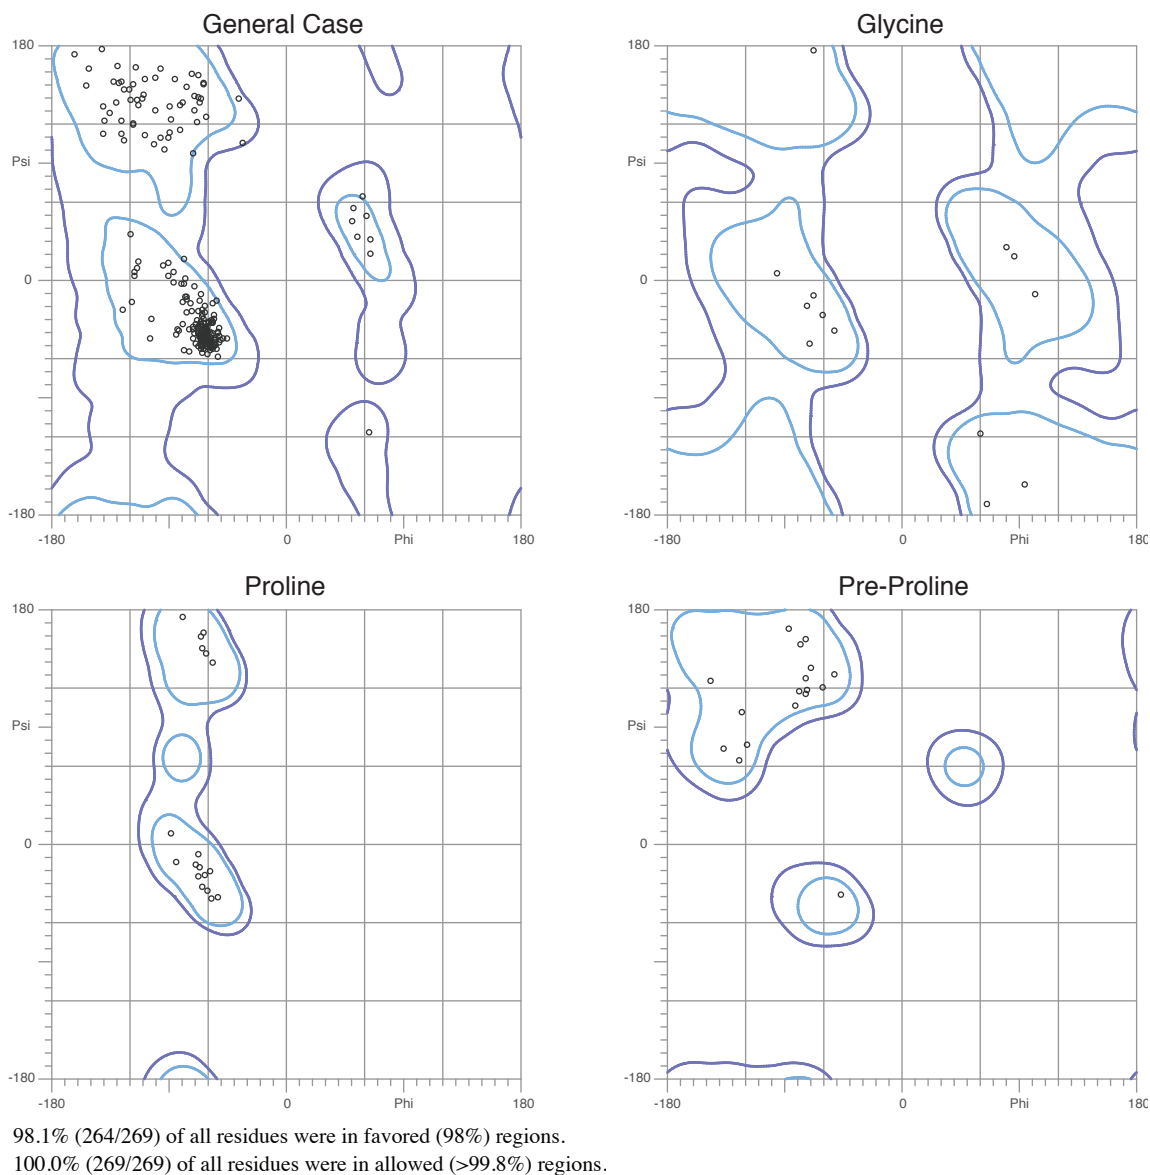 General Case
Glycine
180
180
Psi
Psi
0
0
-180
-180
-180
0
Phi
180
-180
0
Phi
180
Proline
Pre-Proline
180
180
Psi
Psi
0
0
-180
-180
-180
0
Phi
180
-180
0
Phi
180
98.1% (264/269) of all residues were in favored (98%) regions.
100.0% (269/269) of all residues were in allowed (>99.8%) regions.